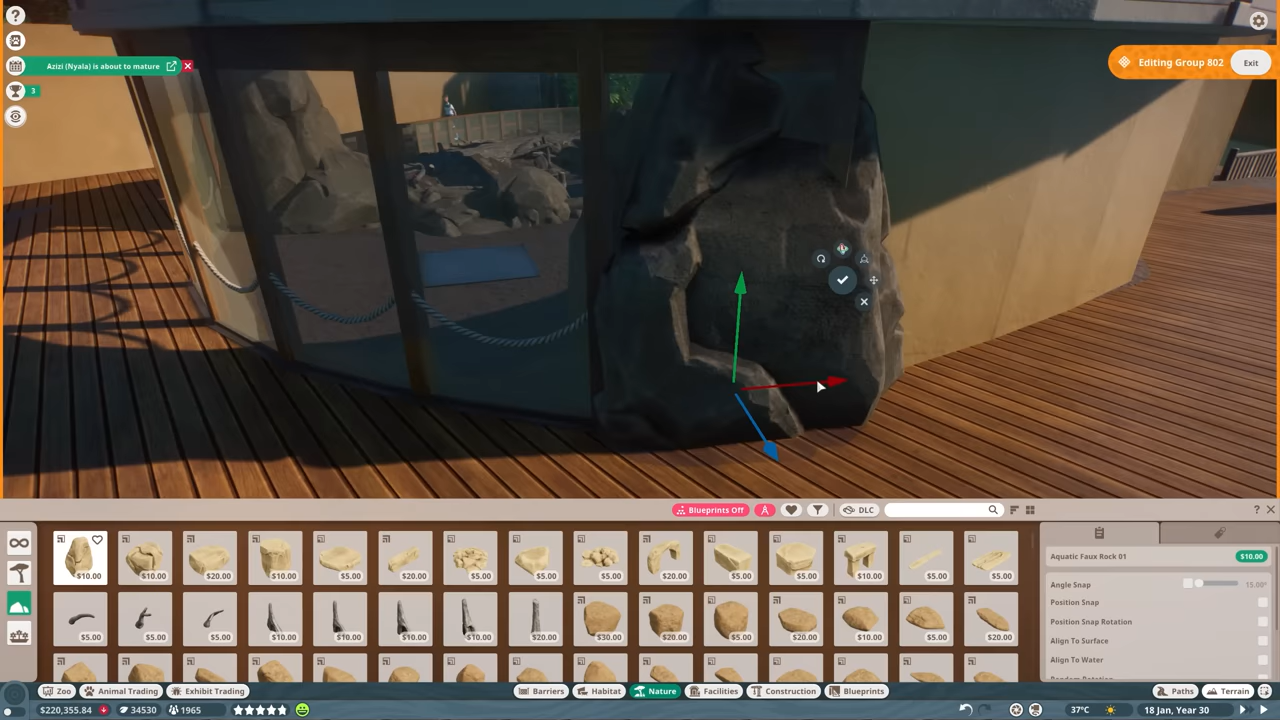 ?
Azizi (Nyala) is about to mature
3
Editing Group 802
Exit
Blueprints Off
DLC
?
$10.00
$10.00
$20.00
$10.00
$5.00
$20.00
$5.00
$5.00
$5.00
$20.00
$5.00
$5.00
$10.00
$5.00
$5.00
$5.00
$5.00
$5.00
$10.00
$10.00
$10.00
$10.00
$20.00
$30.00
$20.00
$5.00
$20.00
$10.00
$5.00
$20.00
Aquatic Faux Rock 01
$10.00
Angle Snap
15.00°
Position Snap
Position Snap Rotation
Align To Surface
Align To Water
Random Rotation
Zoo
Animal Trading
Exhibit Trading
Barriers
Habitat
Nature
Facilities
Construction
Blueprints
Paths
Terrain
$220,355.84
34530
1965
37°C
18 Jan, Year 30